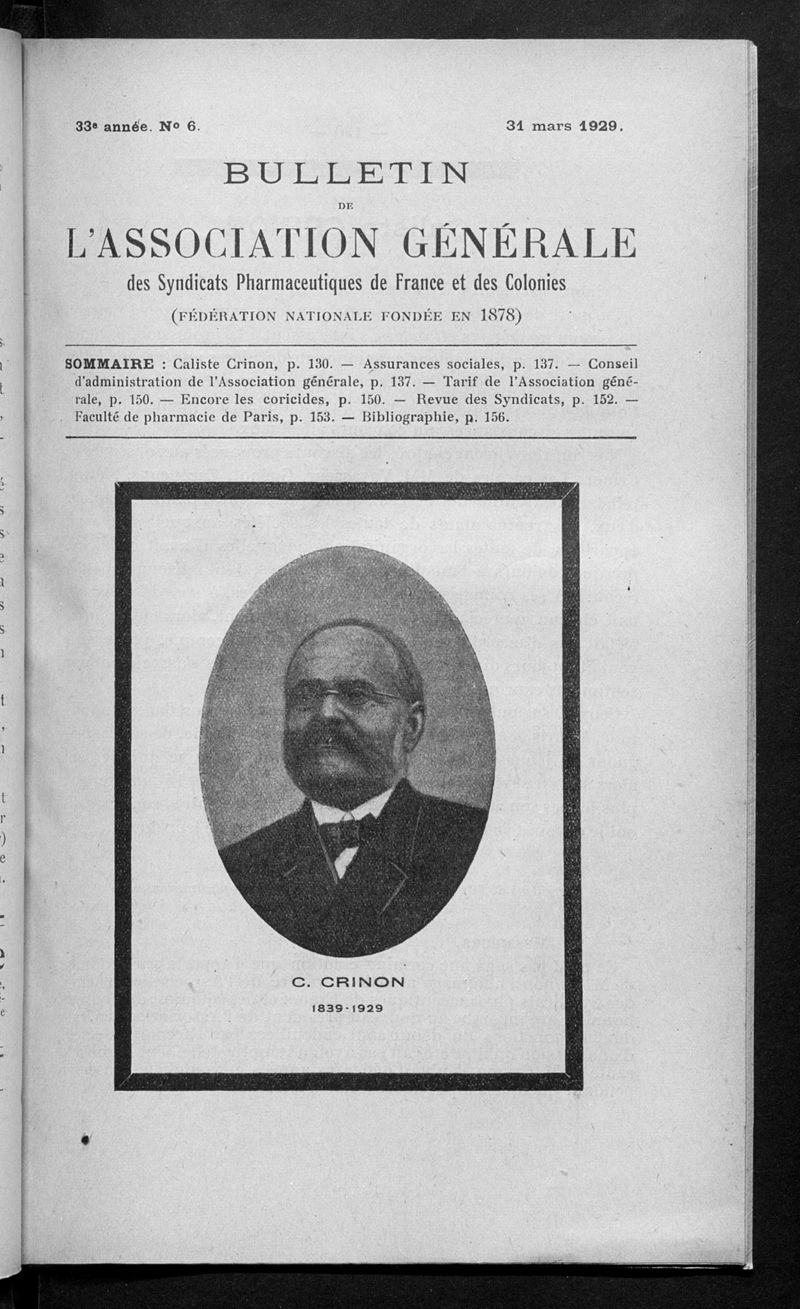 33e année. No 6.
31 mars 1929.
BULLETIN
DE
L'ASSOCIATION GÉNÉRALE
des Syndicats Pharmaceutiques de France et des Colonies
(FÉDÉRATION NATIONALE FONDÉE EN 1878)
SOMMAIRE : Caliste Crinon, p. 130. — Assurances sociales, p. 137. — Conseil
d'administration de l'Association générale, p. 137. — Tarif de l'Association géné-
rale, p. 150. — Encore les coricides, p. 150. — Revue des Syndicats, p. 152. —
Faculté de pharmacie de Paris, p. 153. — Bibliographie, p. 156.
C. CRINON
1839-1929